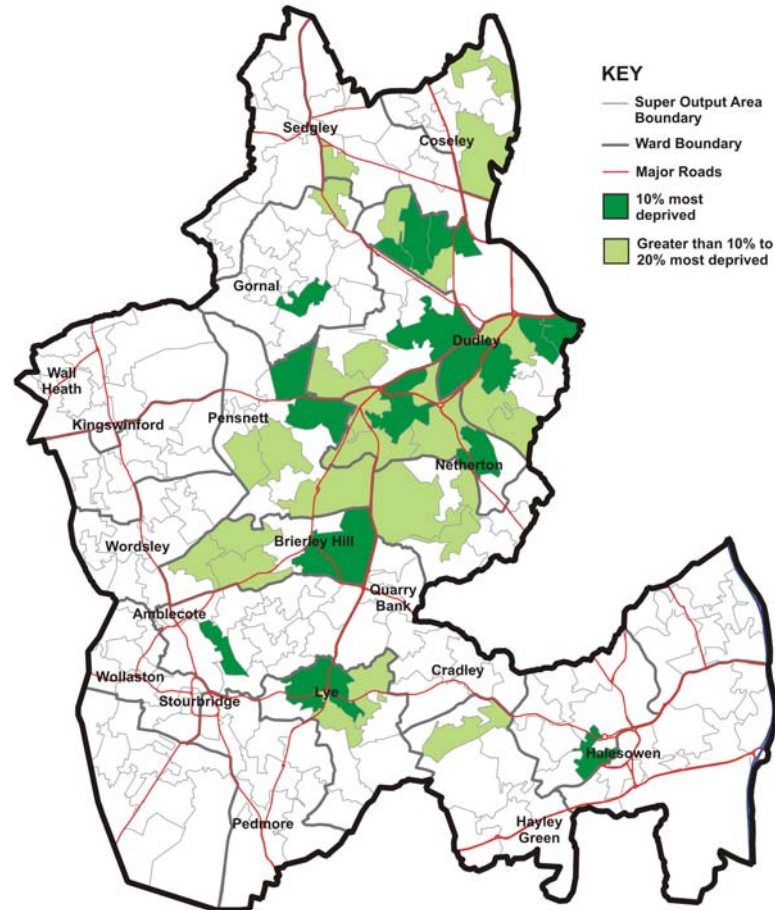 KEY
Super Output Area
Boundary
Ward Boundary
Major Roads
10% most
deprived
Greater than 10% to
20% most deprived
Sedgley
Coseley
Gornal
Dudley
Wall
Heath
Kingswinford
Pensnett
Netherton
Wordsley
Brierley Hill
Quarry
Bank
Amblecote
Wollaston
Stourbridge
Lye
Cradley
Halesowen
Pedmore
Hayley
Green